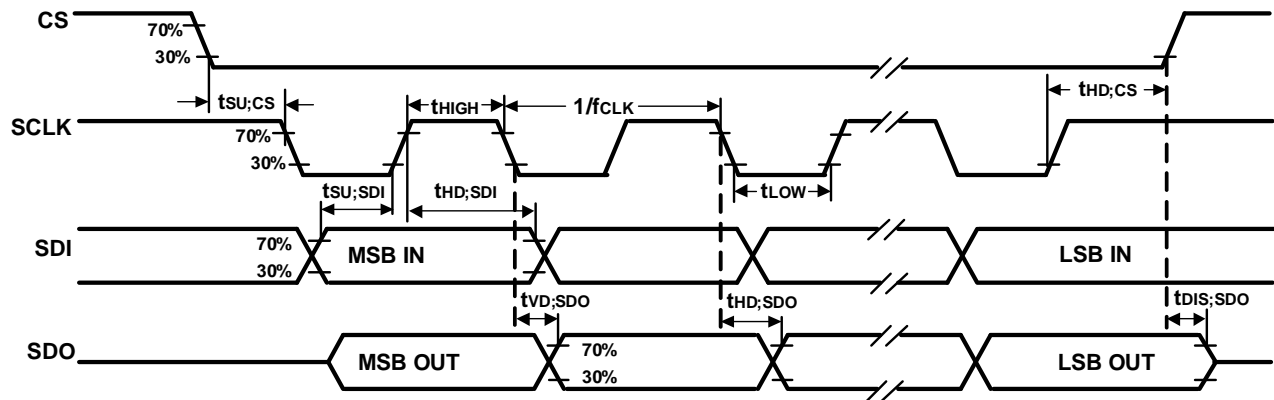 CS
70%
30%
tSU;CS
tHIGH
1/fCLK
tHD;CS
SCLK
70%
30%
tSU;SDI
tHD;SDI
tLOW
SDI
70%
30%
MSB IN
LSB IN
tVD;SDO
tHD;SDO
tDIS;SDO
SDO
MSB OUT
70%
30%
LSB OUT